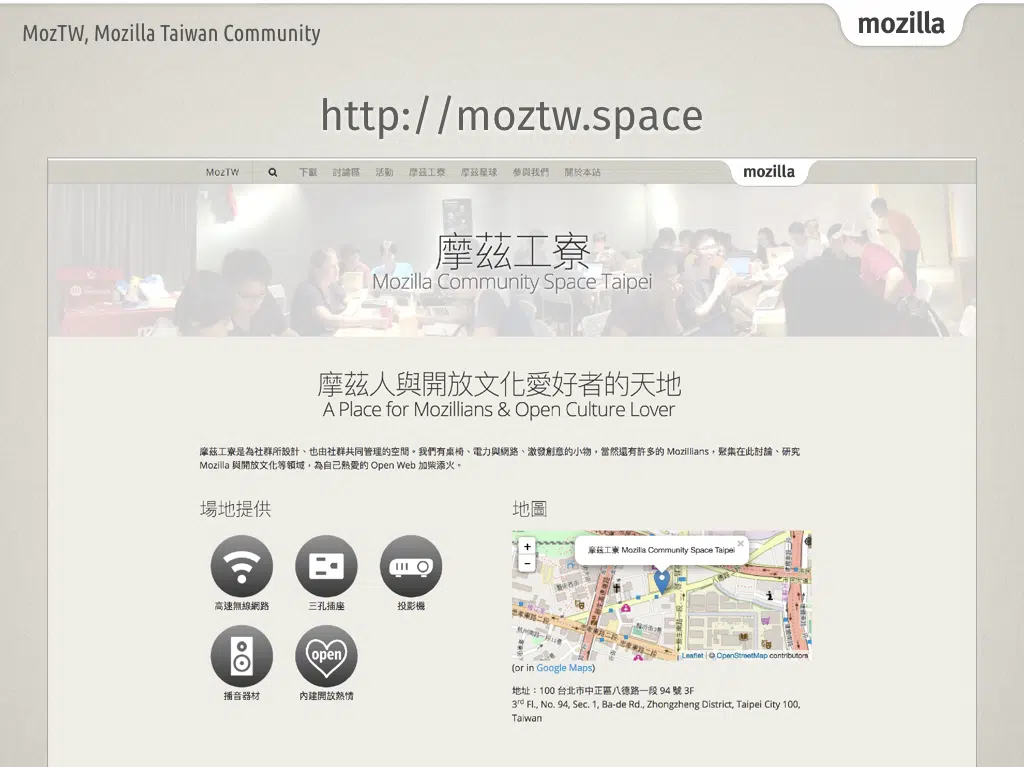 MozTW, Mozilla Taiwan Community
mozilla
http://moztw.space
MozTW 下載 討論區 活動 摩茲工寮 摩茲星球 參與我們 關於本站
mozilla
摩茲工寮
Mozilla Community Space Taipei
摩茲人與開放文化愛好者的天地
A Place for Mozillians & Open Culture Lover
摩茲工寮是為社群所設計、也由社群共同管理的空間。我們有桌椅、電力與網路、激發創意的小物，當然還有許多的 Mozillians，聚集在此討論、研究
Mozilla 與開放文化等領域，為自己熱愛的 Open Web 加柴添火。
場地提供
高速無線網路 三孔插座 投影機
open
播音器材 內建開放熱情
地圖
+
−
摩茲工寮 Mozilla Community Space Taipei ×
Leaflet | © OpenStreetMap contributors
(or in Google Maps)
地址：100 台北市中正區八德路一段 94 號 3F
3rd Fl., No. 94, Sec. 1, Ba-de Rd., Zhongzheng District, Taipei City 100,
Taiwan